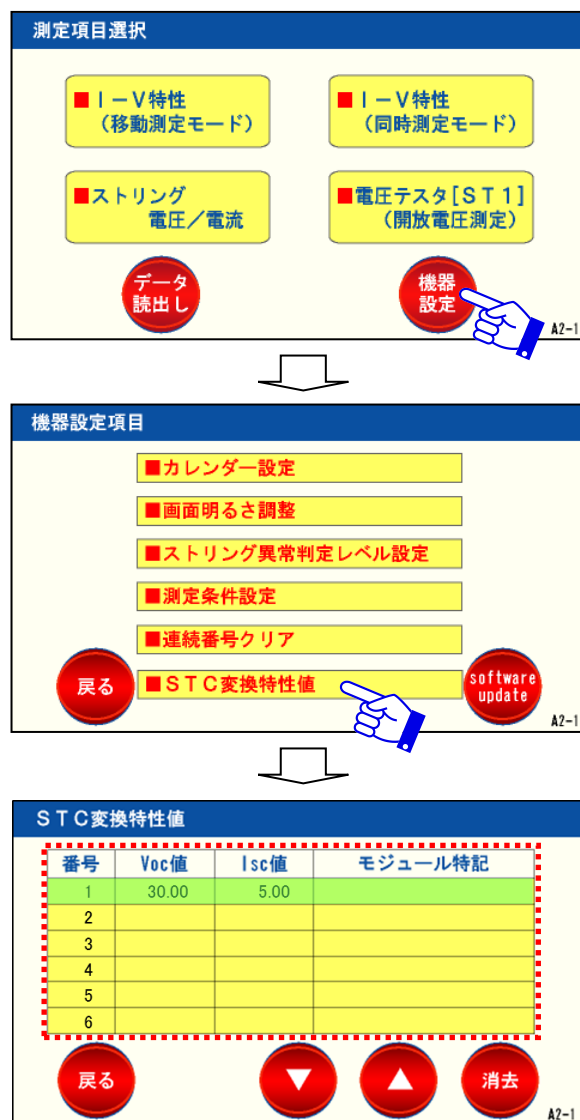 測定項目選択
■Ｉ－Ｖ特性
（移動測定モード）
■Ｉ－Ｖ特性
（同時測定モード）
■ストリング
電圧／電流
■電圧テスタ[ＳＴ１]
（開放電圧測定）
データ
読出し
機器
設定
A2-1
機器設定項目
■カレンダー設定
■画面明るさ調整
■ストリング異常判定レベル設定
■測定条件設定
■連続番号クリア
■ＳＴＣ変換特性値
戻る
software
update
A2-1
ＳＴＣ変換特性値
番号 Voc値 Isc値 モジュール特記
1 30.00 5.00
2
3
4
5
6
戻る ▼ ▲ 消去
A2-1